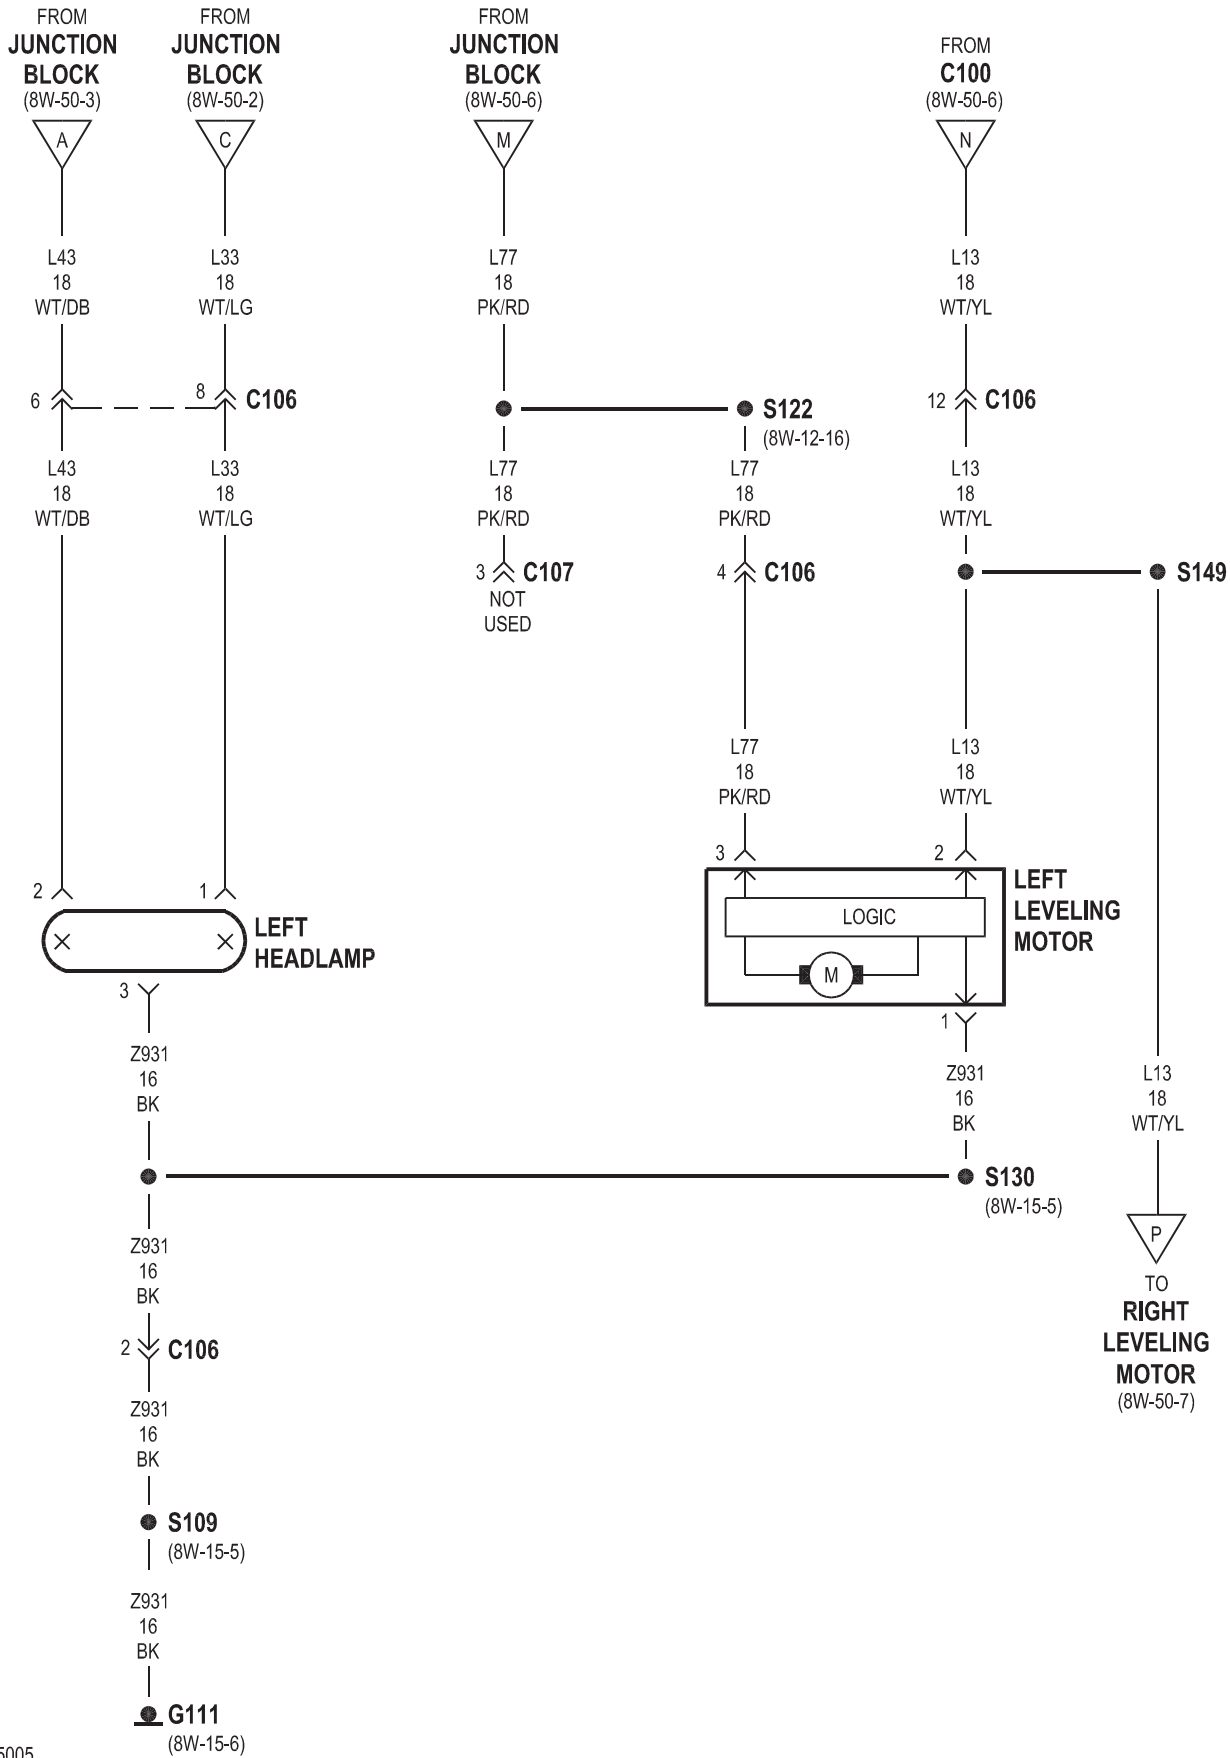 FROM
JUNCTION
BLOCK
(8W-50-3)
A
FROM
JUNCTION
BLOCK
(8W-50-2)
C
FROM
JUNCTION
BLOCK
(8W-50-6)
M
FROM
C100
(8W-50-6)
N
L43
18
WT/DB
L33
18
WT/LG
L77
18
PK/RD
L13
18
WT/YL
6
8
C106
S122
(8W-12-16)
12
C106
L43
18
WT/DB
L33
18
WT/LG
L77
18
PK/RD
L77
18
PK/RD
L13
18
WT/YL
3
C107
NOT
USED
4
C106
S149
L77
18
PK/RD
L13
18
WT/YL
3
2
2
1
LEFT
HEADLAMP
LOGIC
M
LEFT
LEVELING
MOTOR
3
1
Z931
16
BK
Z931
16
BK
L13
18
WT/YL
S130
(8W-15-5)
Z931
16
BK
P
TO
RIGHT
LEVELING
MOTOR
(8W-50-7)
2
C106
Z931
16
BK
S109
(8W-15-5)
Z931
16
BK
G111
(8W-15-6)